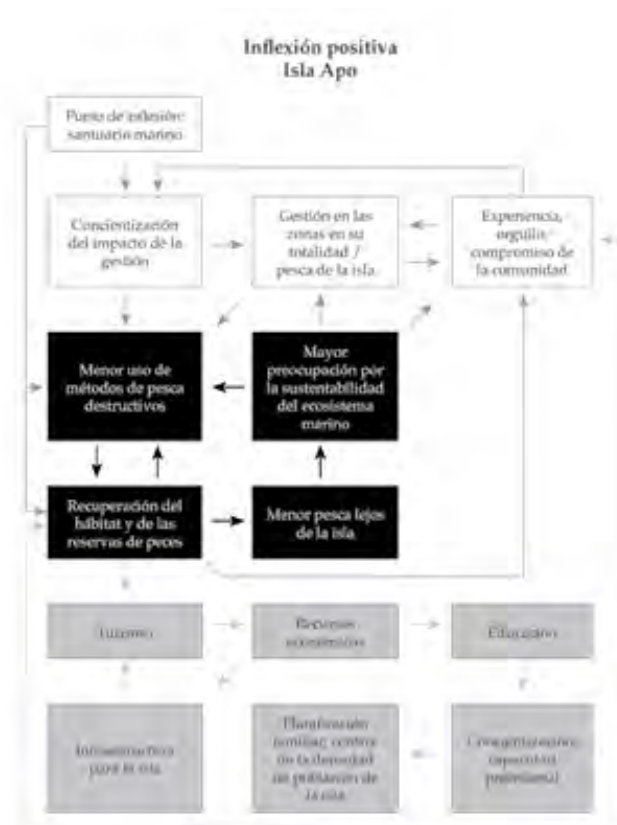 Inflexión positiva
Isla Apo
Punto de inflexión:
santuario marino
Concientización
del impacto de la
gestión
Gestión en las
zonas en su
totalidad /
pesca de la isla
Experiencia,
orgullo,
compromiso de
la comunidad
Menor uso de
métodos de pesca
destructivos
Mayor
preocupación por
la sustentabilidad
del ecosistema
marino
Recuperación del
hábitat y de las
reservas de peces
Menor pesca lejos
de la isla
Turismo
Recursos
económicos
Educación
Infraestructura
para la isla
Planificación
familiar,
de la densidad
de población de
la isla
profesional